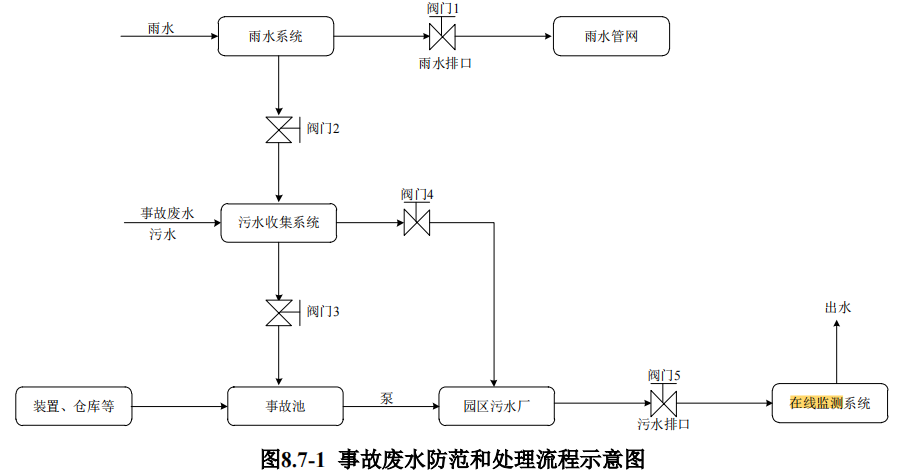 阀门1
雨水
雨水系统
雨水管网
雨水排口
阀门2
阀门4
事故废水
污水收集系统
污水
阀门3
出水
阀门5
装置、仓库等
事故池
泵
园区污水厂
在线监测系统
污水排口
图8.7-1 事故废水防范和处理流程示意图